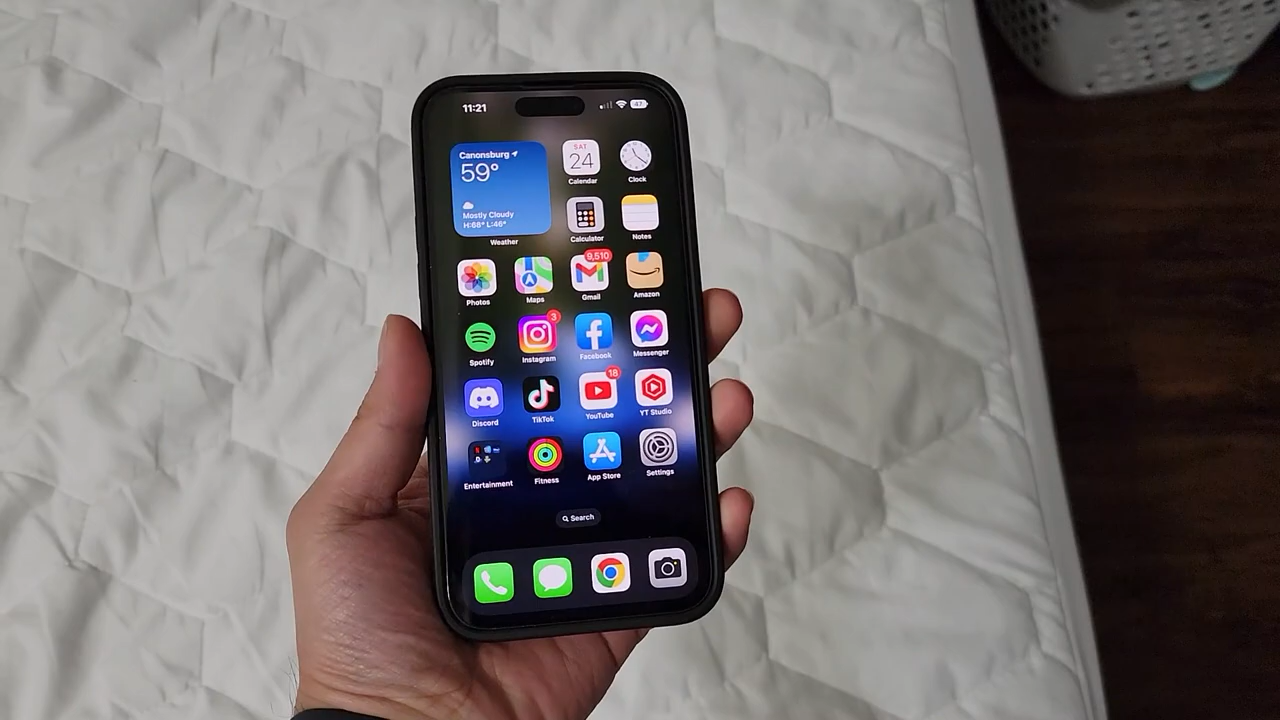 11:21
47
Canonsburg
59°
Mostly Cloudy
H:68° L:46°
Weather
SAT
24
Calendar
Clock
Calculator
Notes
Photos
Maps
9,510
Gmail
Amazon
Spotify
3
Instagram
Facebook
Messenger
Discord
TikTok
18
YouTube
YT Studio
Entertainment
Fitness
App Store
Settings
Search